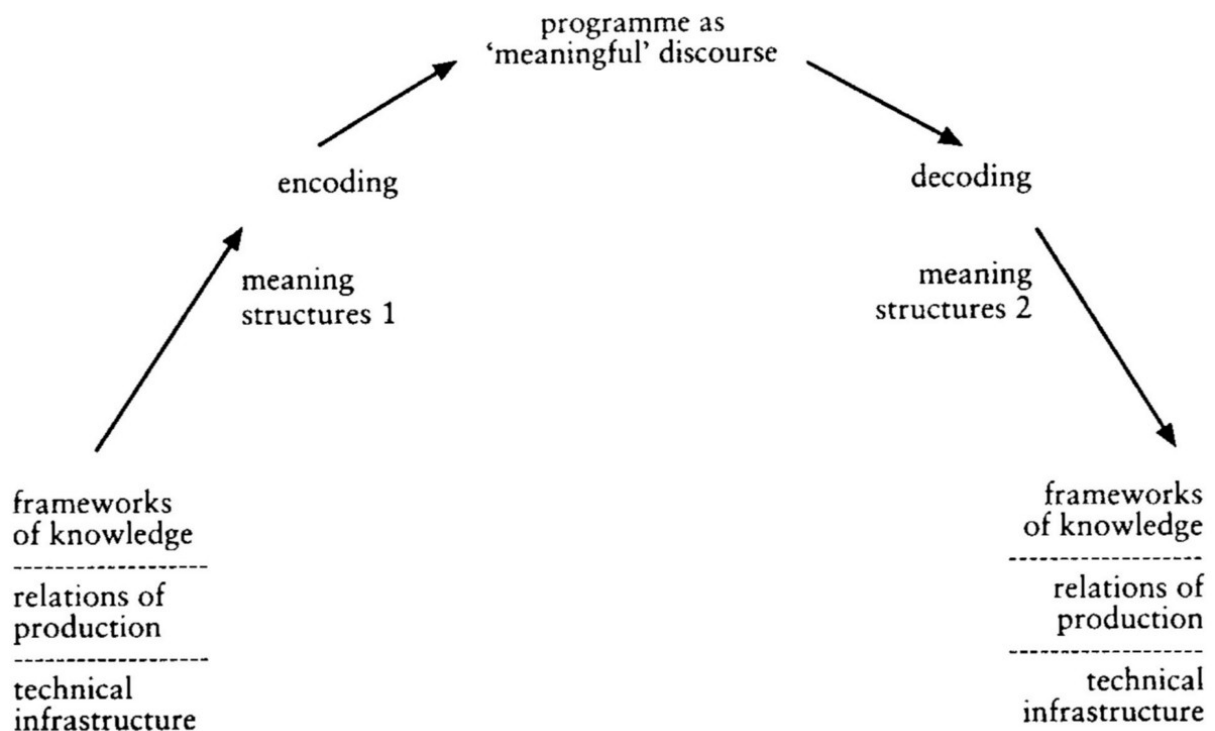 programme as
‘meaningful’ discourse
encoding
decoding
meaning
structures 1
meaning
structures 2
frameworks
of knowledge
relations of
production
technical
infrastructure
frameworks
of knowledge
relations of
production
technical
infrastructure